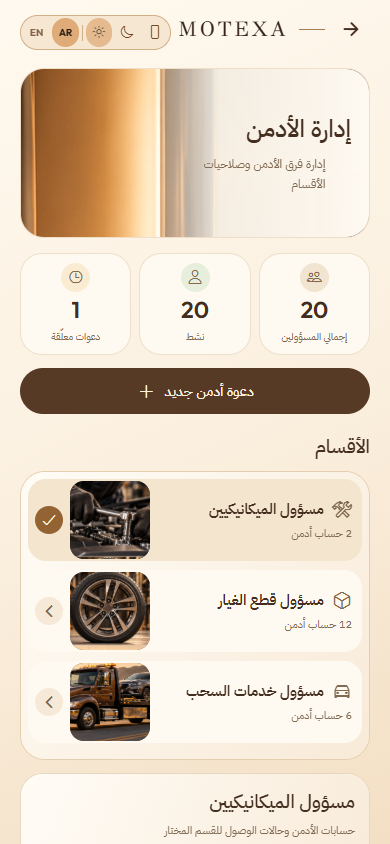 EN AR MOTEXA
إدارة الأدمن
إدارة فرق الأدمن وصلاحيات
الأقسام
20
إجمالي المسؤولين
20
نشط
1
دعوات معلّقة
دعوة أدمن جديد
الأقسام
مسؤول الميكانيكيين
2 حساب أدمن
مسؤول قطع الغيار
12 حساب أدمن
مسؤول خدمات السحب
6 حساب أدمن
مسؤول الميكانيكيين
حسابات الأدمن وحالات الوصول للقسم المختار